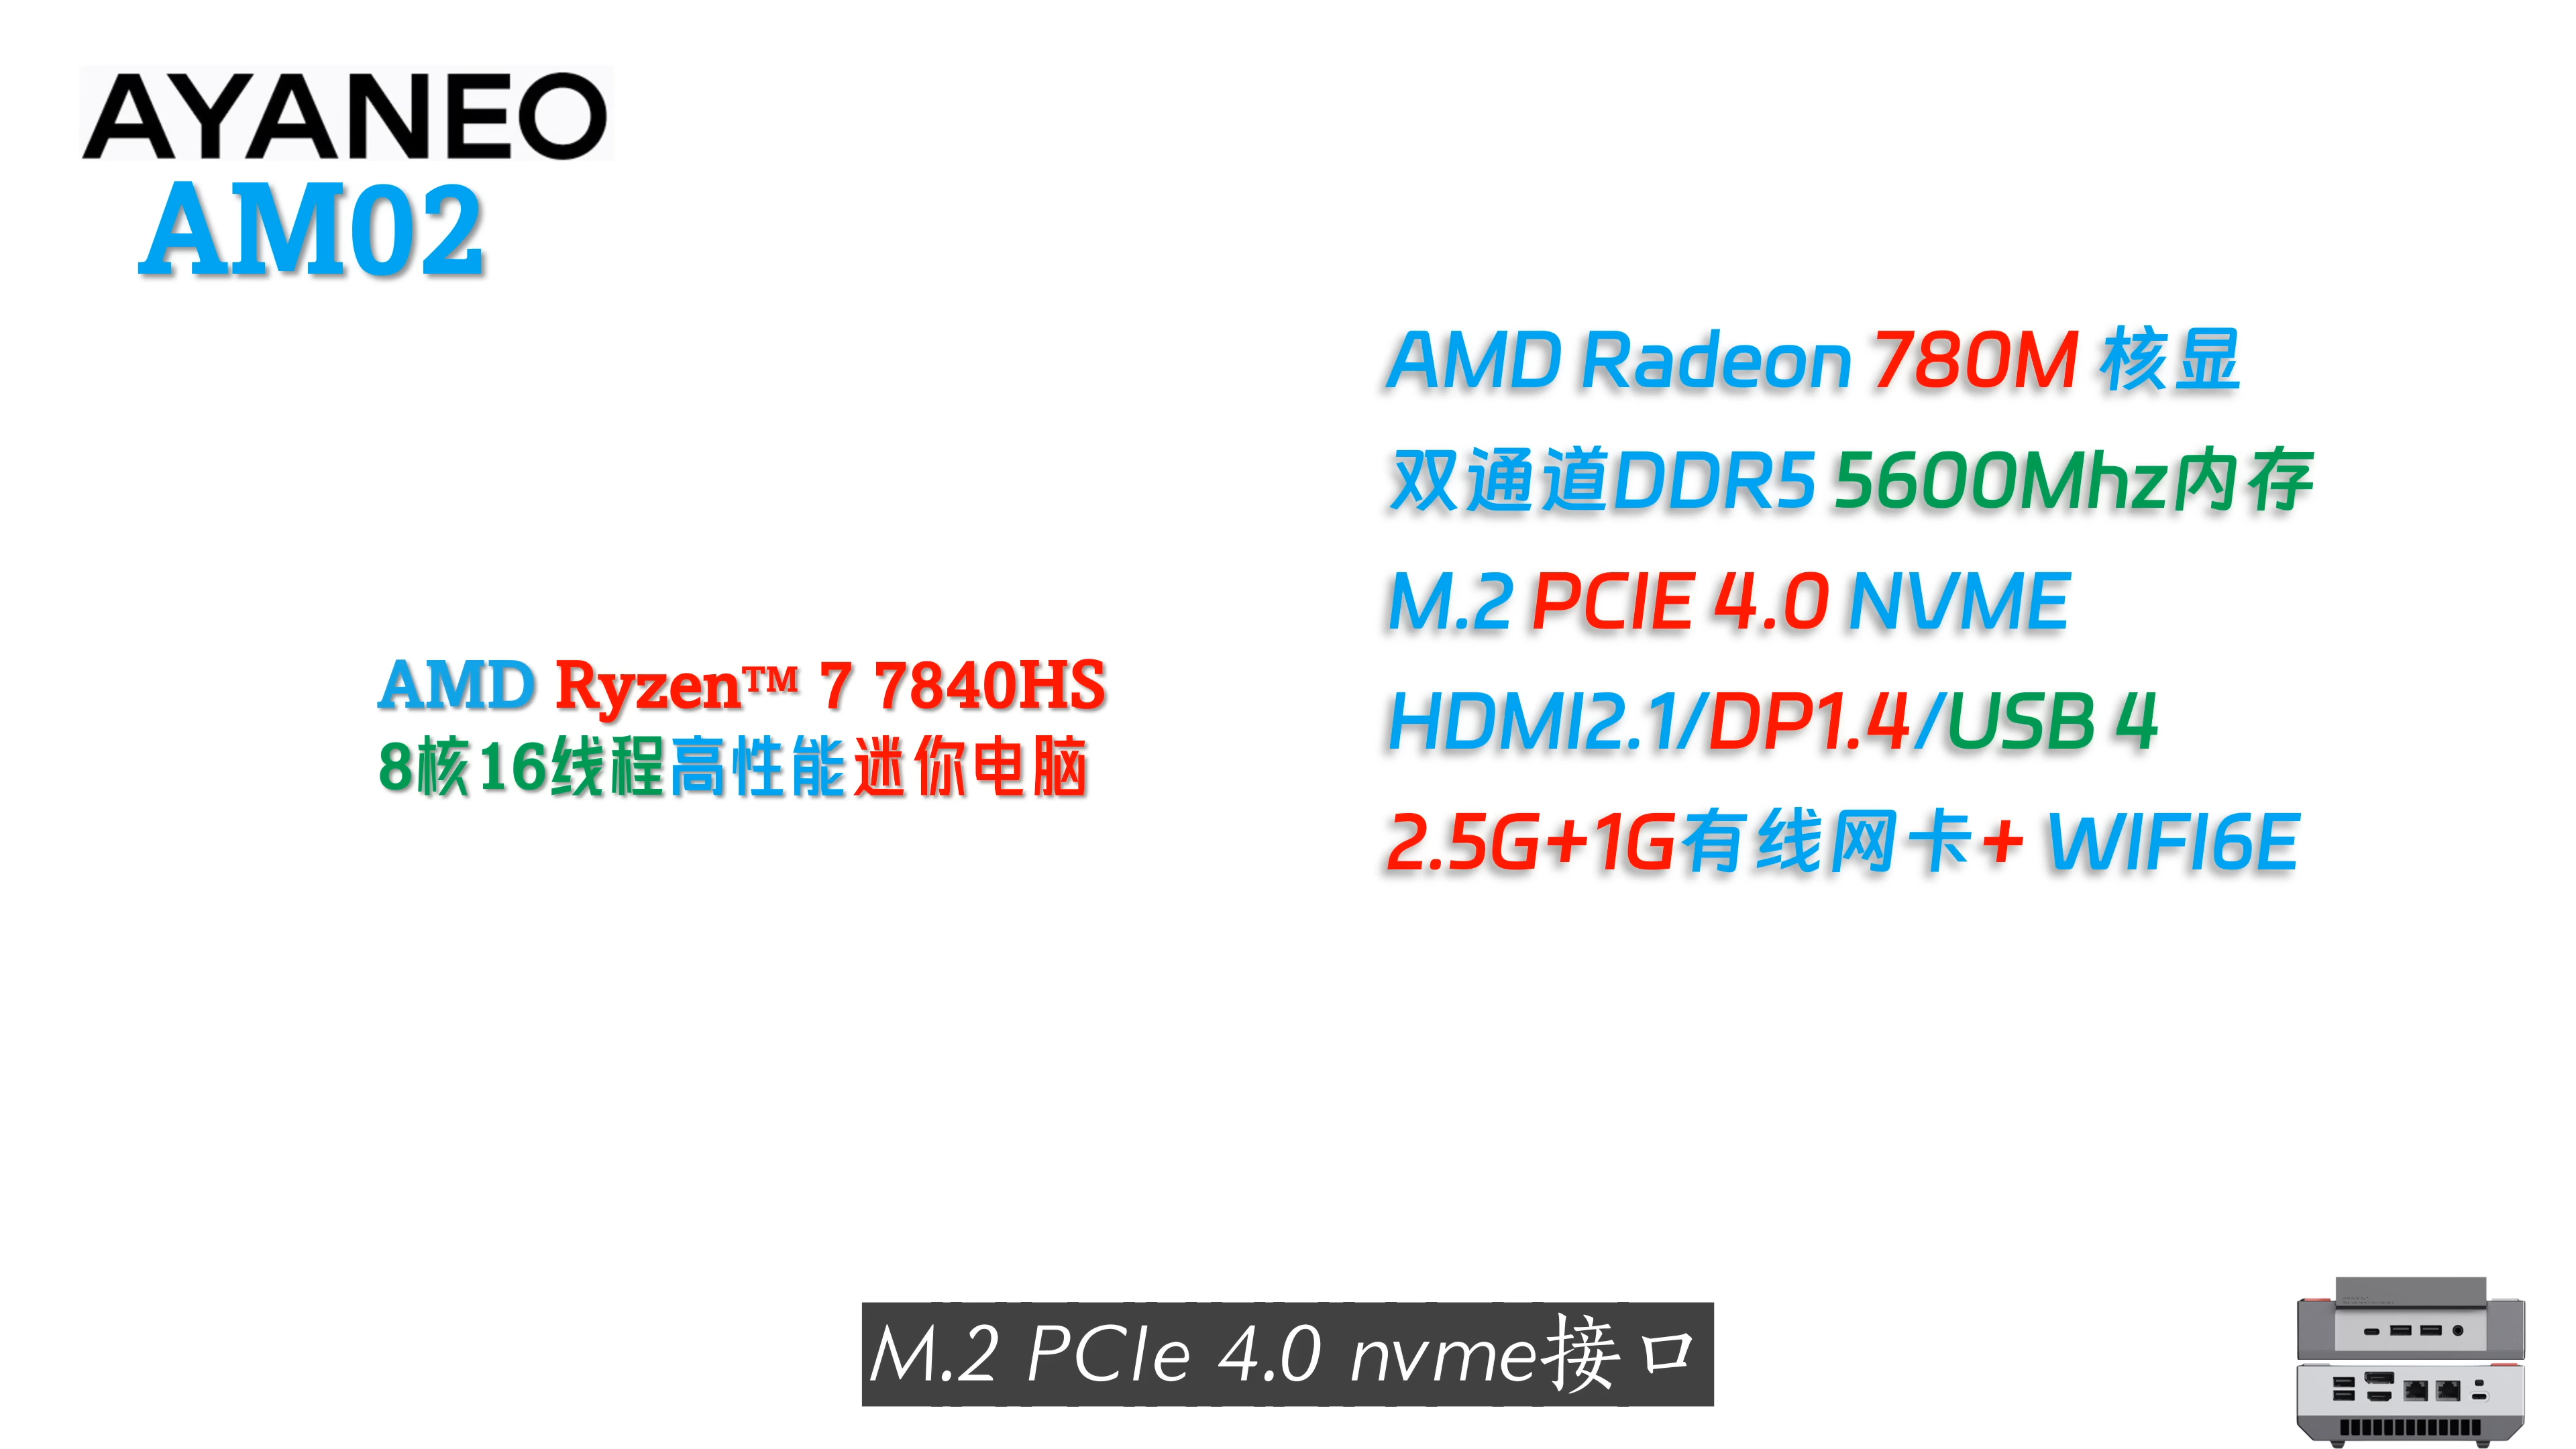 AYANEO
AM02
AMD Ryzen™ 7 7840HS
8核16线程高性能迷你电脑
AMD Radeon 780M 核显
双通道DDR5 5600Mhz内存
M.2 PCIE 4.0 NVME
HDMI2.1/DP1.4/USB 4
2.5G+1G有线网卡+ WIFI6E
M.2 PCIe 4.0 nvme接口